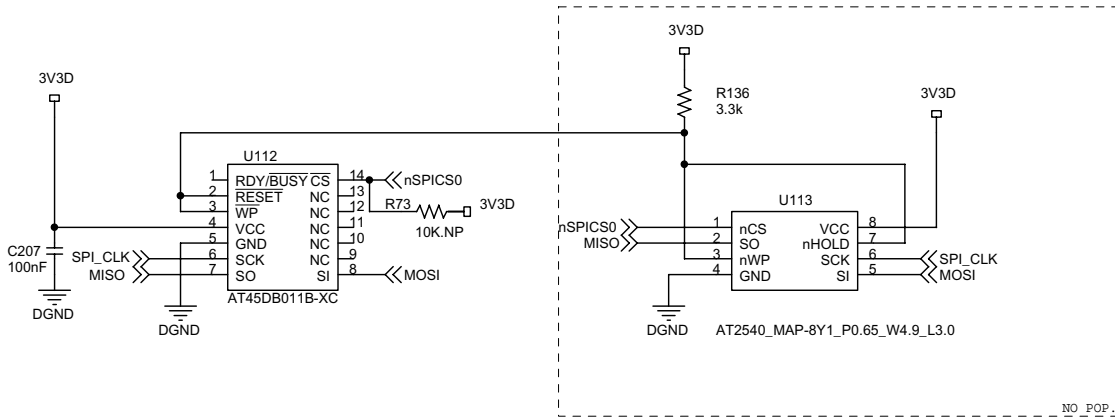 3V3D
R136
3.3k
3V3D
3V3D
U112
1 RDY/BUSY CS 14 nSPICS0
2 RESET NC 13
3 WP NC 12 R73 3V3D
4 VCC NC 11 10K.NP
5 GND NC 10
SPI_CLK 6 SCK NC 9
MISO 7 SO SI 8 MOSI
AT45DB011B-XC
C207
100nF
DGND
DGND
U113
nSPICS0 1 nCS VCC 8
MISO 2 SO nHOLD 7
3 nWP SCK 6 SPI_CLK
4 GND SI 5 MOSI
DGND
AT2540_MAP-8Y1_P0.65_W4.9_L3.0
NO POP.